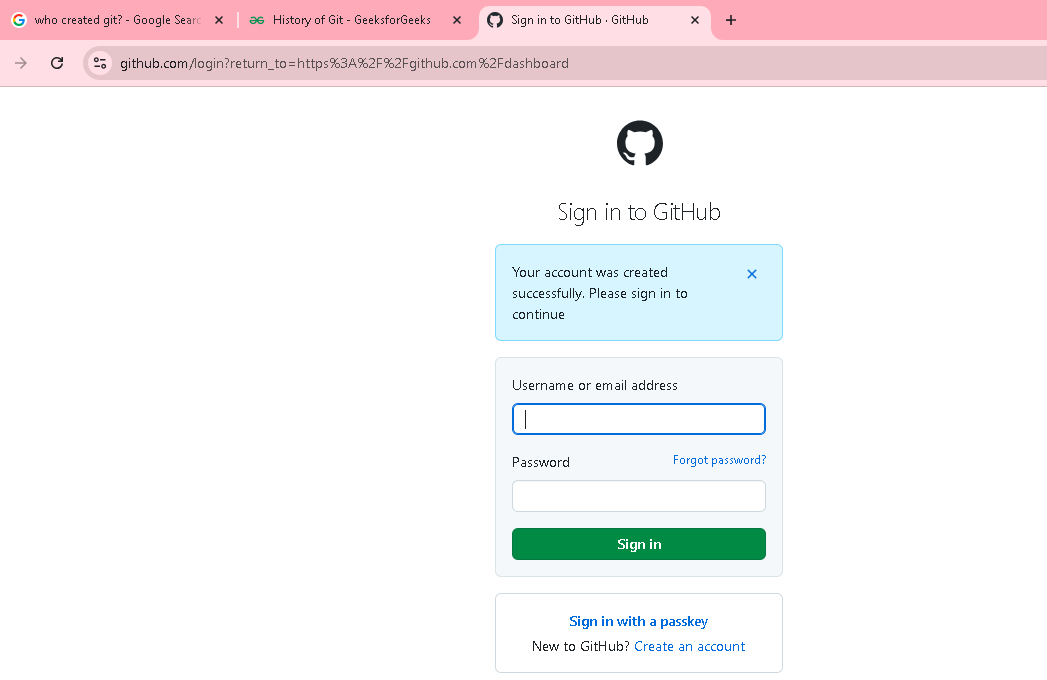 who created git? - Google Sear
History of Git - GeeksforGeeks
Sign in to GitHub · GitHub
github.com/login?return_to=https%3A%2F%2Fgithub.com%2Fdashboard
Sign in to GitHub
Your account was created
successfully. Please sign in to
continue
Username or email address
Password
Forgot password?
Sign in
Sign in with a passkey
New to GitHub? Create an account